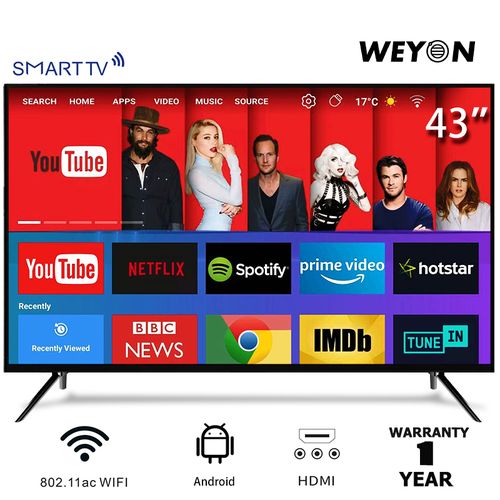 SMART TV
WEYON
SEARCH HOME APPS VIDEO MUSIC SOURCE 17°C
43”
YouTube
YouTube NETFLIX Spotify prime video hotstar
Recently
Recently Viewed
BBC
NEWS
IMDb
TUNE IN
802.11ac WIFI
Android
HDMI
WARRANTY
1
YEAR